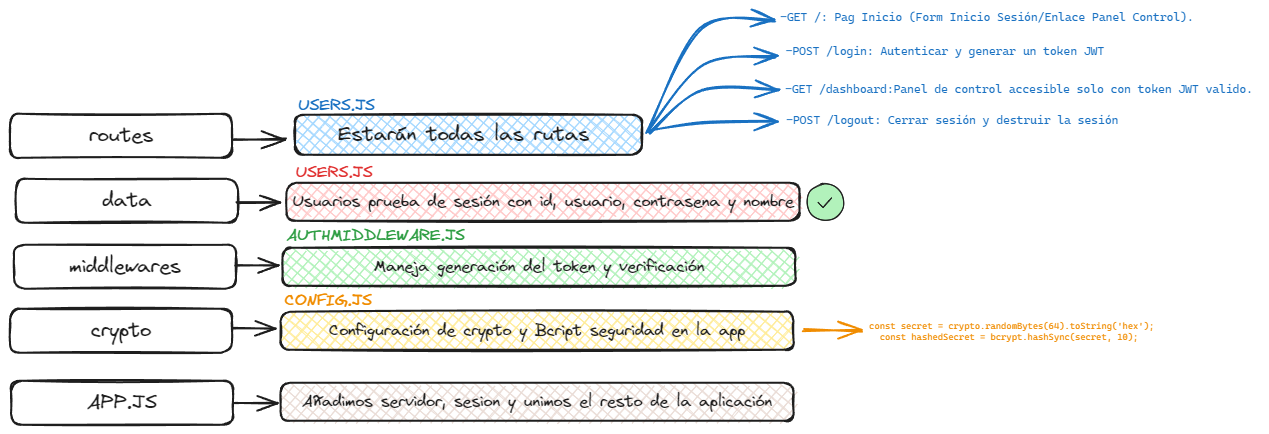 -GET /: Pag Inicio (Form Inicio Sesión/Enlace Panel Control).
-POST /login: Autenticar y generar un token JWT
-GET /dashboard:Panel de control accesible solo con token JWT valido.
-POST /logout: Cerrar sesión y destruir la sesión
USERS.JS
routes
Estarán todas las rutas
USERS.JS
data
Usuarios prueba de sesión con id, usuario, contrasena y nombre
AUTHMIDDLEWARE.JS
middlewares
Maneja generación del token y verificación
CONFIG.JS
crypto
Configuración de crypto y Bcript seguridad en la app
const secret = crypto.randomBytes(64).toString('hex');
const hashedSecret = bcrypt.hashSync(secret, 10);
APP.JS
Añadimos servidor, sesion y unimos el resto de la aplicación